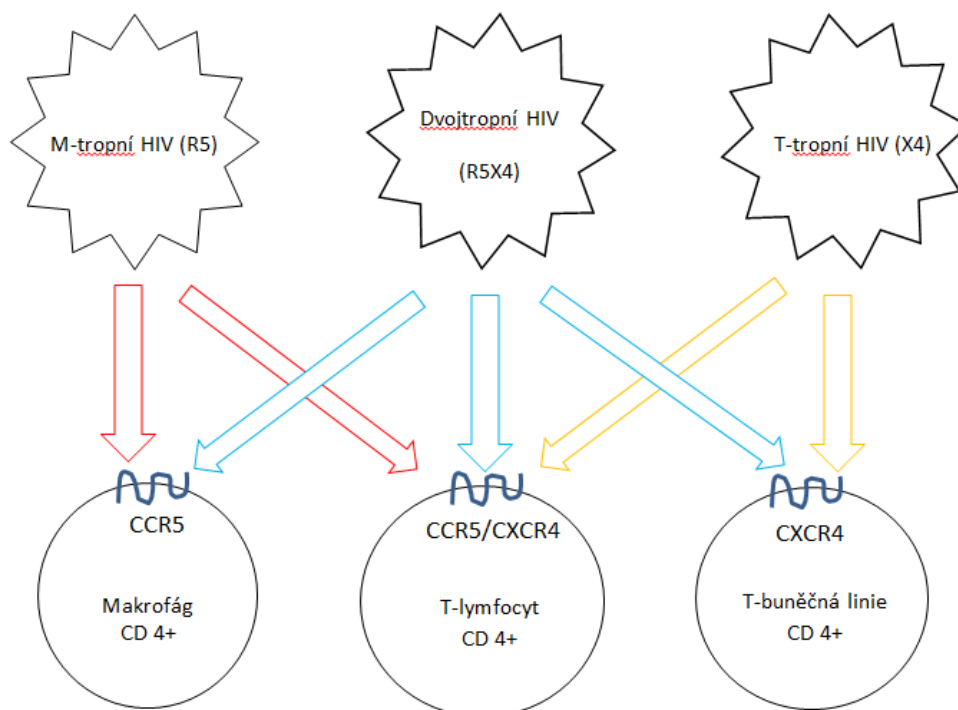 M-tropní HIV (R5)
Dvojtropní HIV
(R5X4)
T-tropní HIV (X4)
CCR5
Makrofág
CD 4+
CCR5/CXCR4
T-lymfocyt
CD 4+
CXCR4
T-buněčná linie
CD 4+